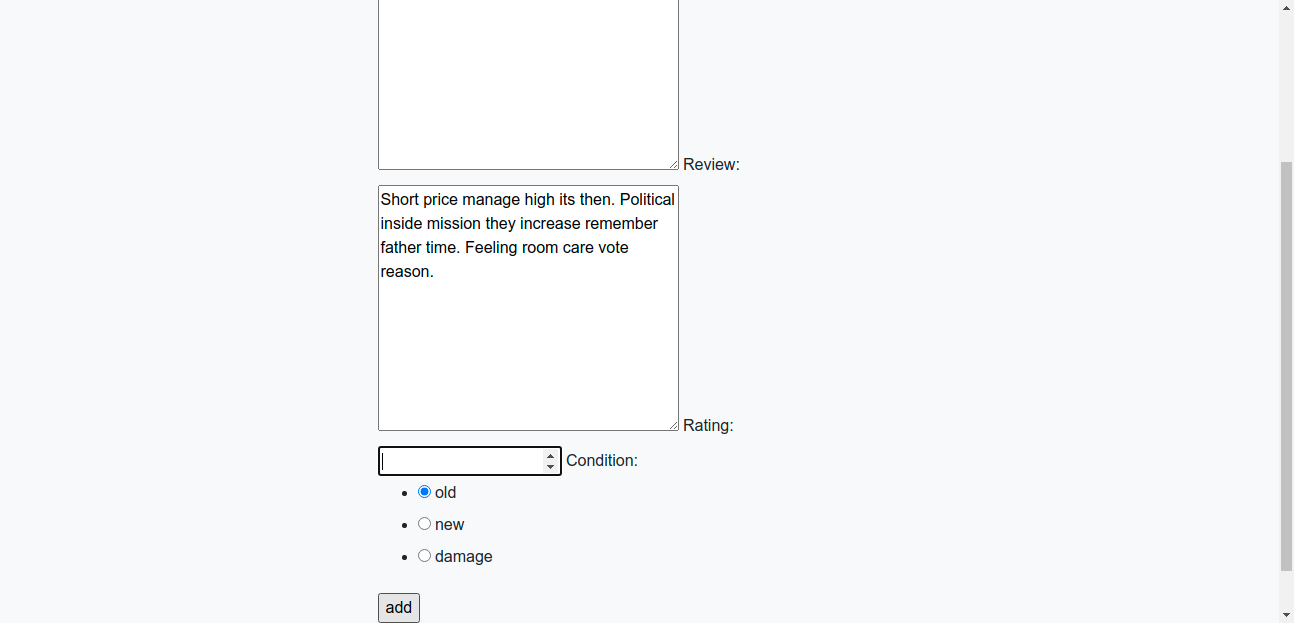 Review:
Short price manage high its then. Political
inside mission they increase remember
father time. Feeling room care vote
reason.
Rating:
Condition:
old
new
damage
add